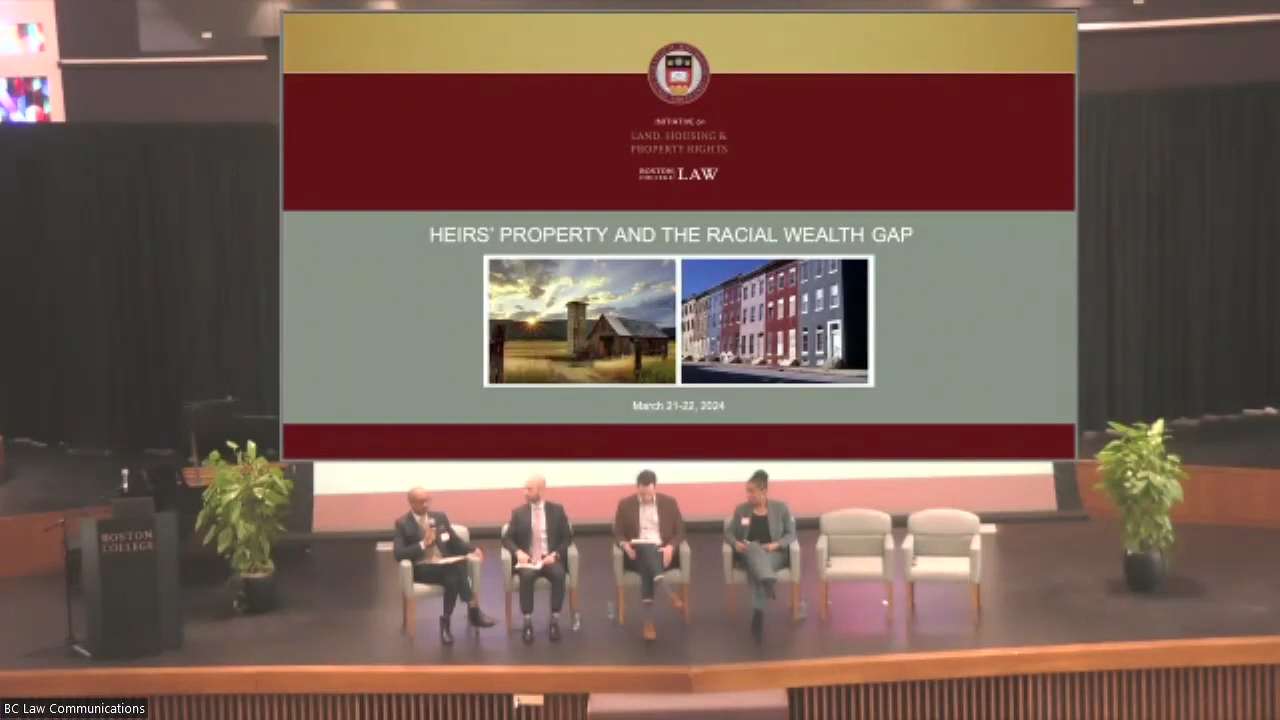 INITIATIVE on
LAND, HOUSING &
PROPERTY RIGHTS
BOSTON
COLLEGE LAW
HEIRS' PROPERTY AND THE RACIAL WEALTH GAP
March 21-22, 2024
BOSTON
COLLEGE
BC Law Communications